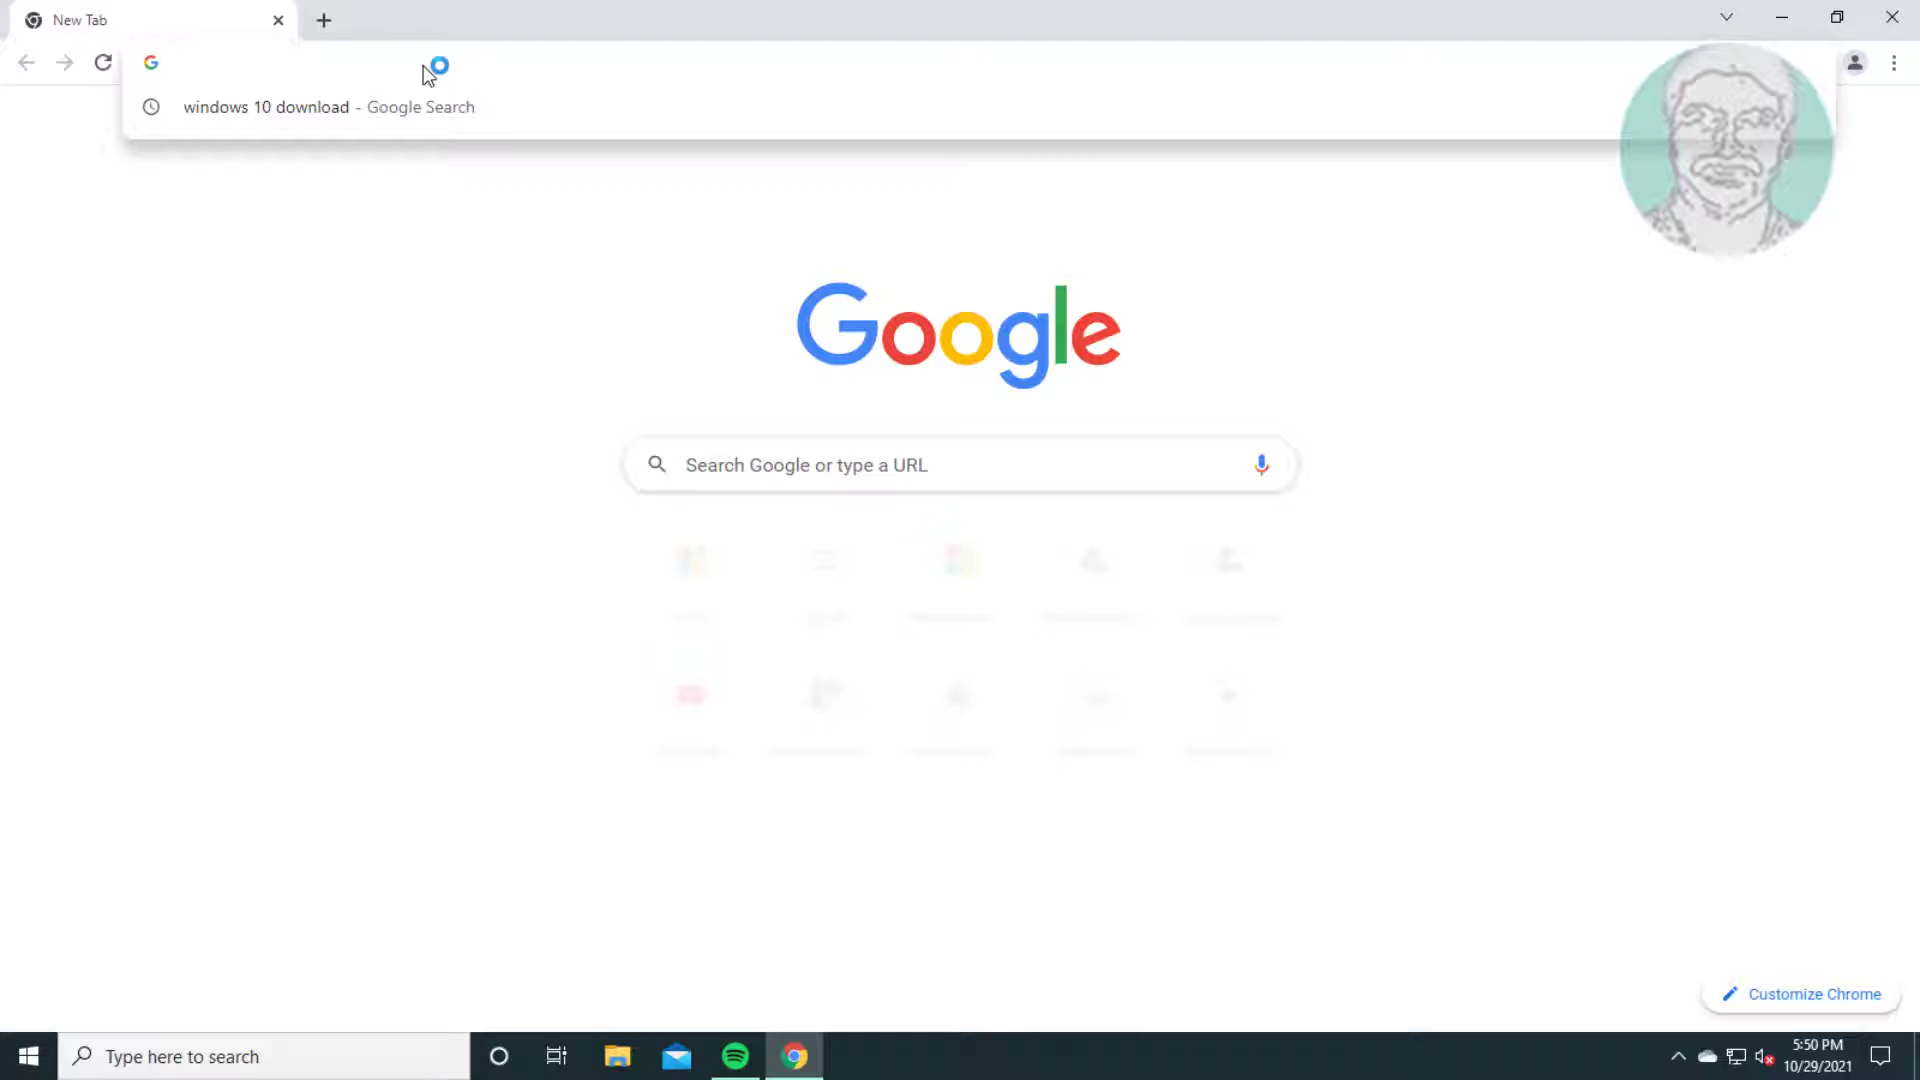 New Tab
windows 10 download - Google Search
Google
Search Google or type a URL
Customize Chrome
Type here to search
5:50 PM
10/29/2021